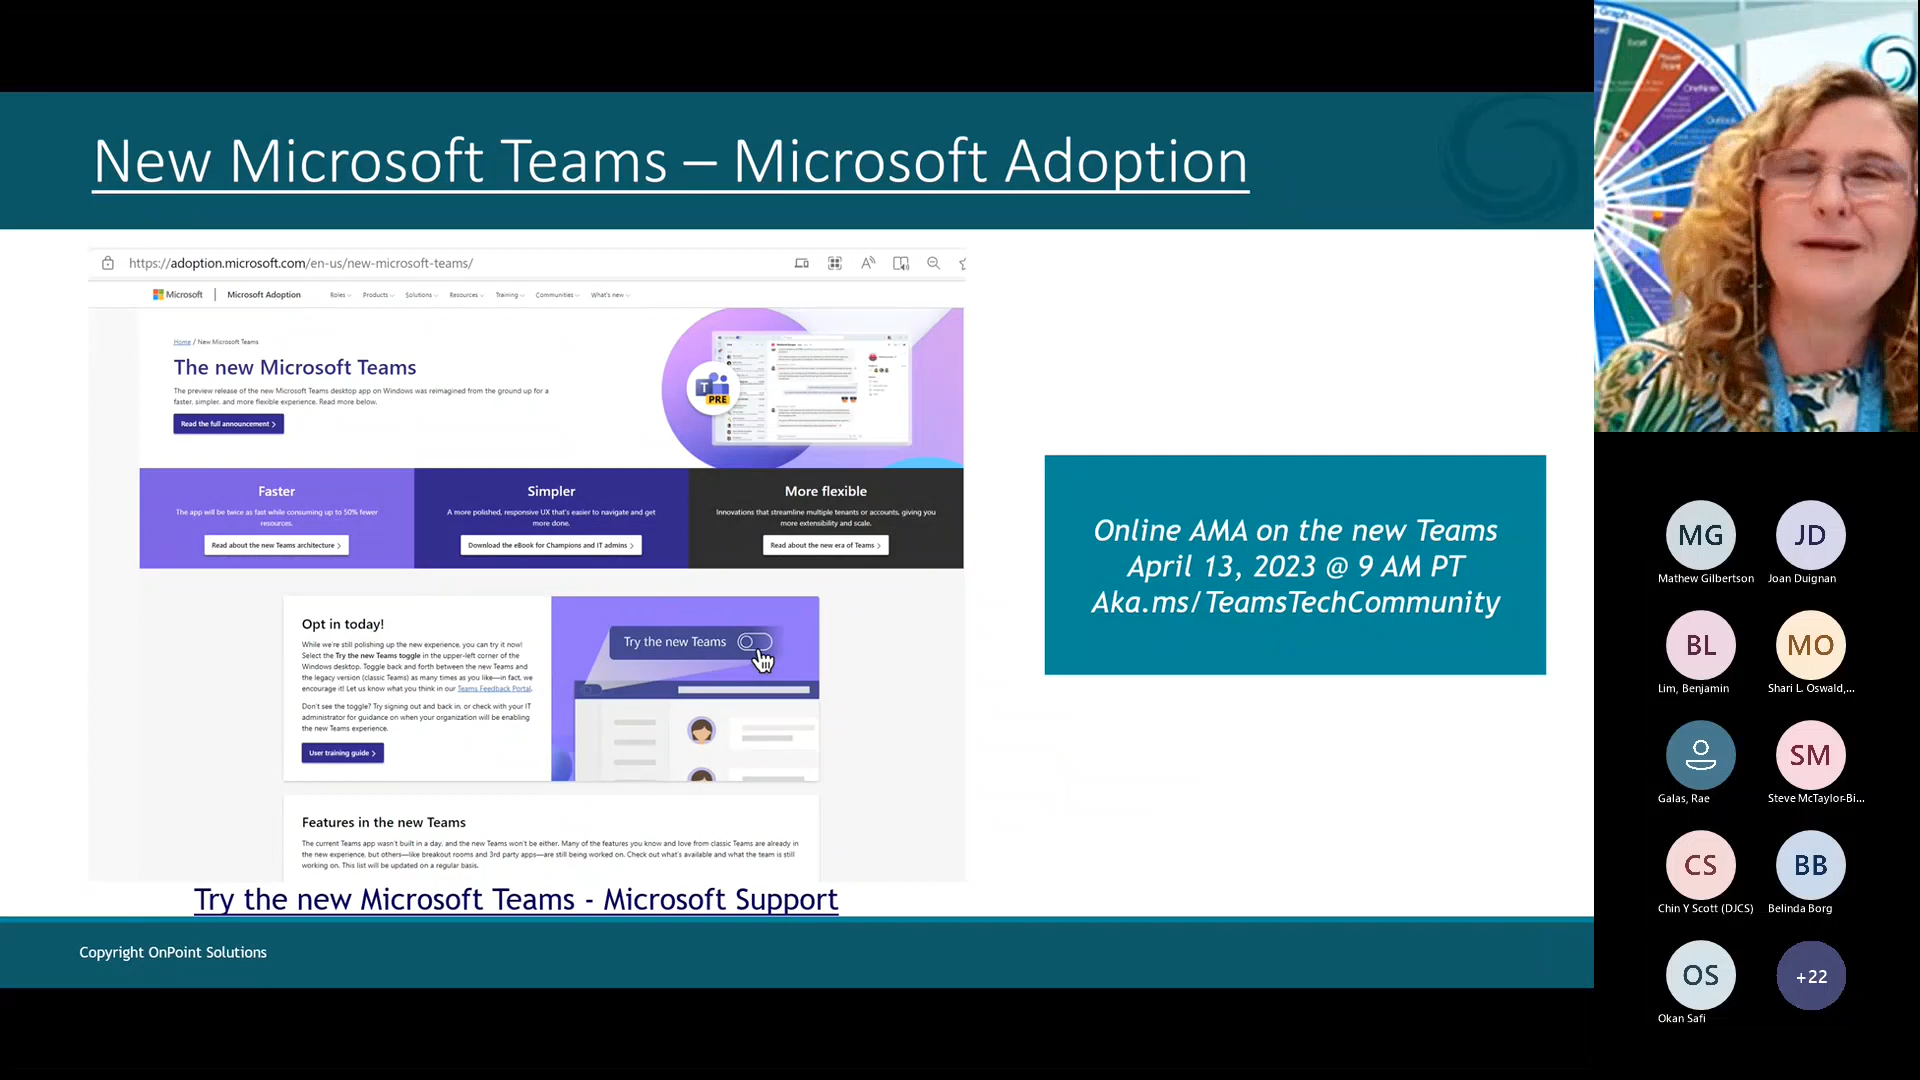 New Microsoft Teams – Microsoft Adoption
https://adoption.microsoft.com/en-us/new-microsoft-teams/
Microsoft | Microsoft Adoption Roles Products Solutions Resources Training Communities What's new
Home / New Microsoft Teams
The new Microsoft Teams
The preview release of the new Microsoft Teams desktop app on Windows was reimagined from the ground up for a
faster, simpler, and more flexible experience. Read more below.
Read the full announcement >
T PRE
Faster
The app will be twice as fast while consuming up to 50% fewer
resources.
Read about the new Teams architecture >
Simpler
A more polished, responsive UX that's easier to navigate and get
more done.
Download the eBook for Champions and IT admins >
More flexible
Innovations that streamline multiple tenants or accounts, giving you
more extensibility and scale.
Read about the new era of Teams >
Opt in today!
While we're still polishing up the new experience, you can try it now!
Select the Try the new Teams toggle in the upper-left corner of the
Windows desktop. Toggle back and forth between the new Teams and
the legacy version (classic Teams) as many times as you like—in fact, we
encourage it! Let us know what you think in our Teams Feedback Portal.
Don't see the toggle? Try signing out and back in, or check with your IT
administrator for guidance on when your organization will be enabling
the new Teams experience.
User training guide >
Try the new Teams
Features in the new Teams
The current Teams app wasn't built in a day, and the new Teams won't be either. Many of the features you know and love from classic Teams are already in
the new experience, but others—like breakout rooms and 3rd party apps—are still being worked on. Check out what's available and what the team is still
working on. This list will be updated on a regular basis.
Try the new Microsoft Teams - Microsoft Support
Online AMA on the new Teams
April 13, 2023 @ 9 AM PT
Aka.ms/TeamsTechCommunity
Copyright OnPoint Solutions
Graph
Excel
Power
Point
OneNote
Outlook
MG JD
Mathew Gilbertson Joan Duignan
BL MO
Lim, Benjamin Shari L. Oswald,...
SM
Galas, Rae Steve McTaylor-Bi...
CS BB
Chin Y Scott (DJCS) Belinda Borg
OS +22
Okan Safi